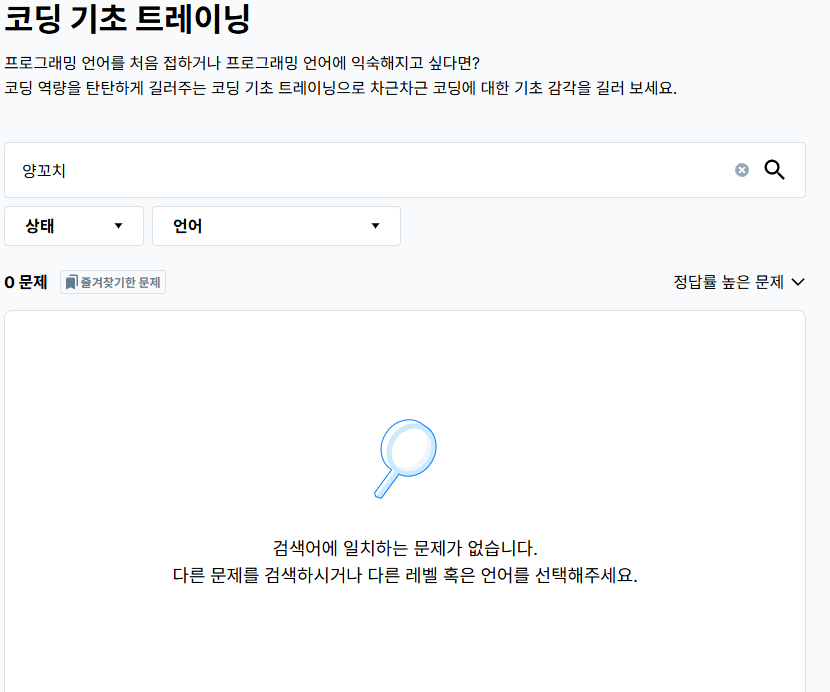 코딩 기초 트레이닝
프로그래밍 언어를 처음 접하거나 프로그래밍 언어에 익숙해지고 싶다면?
코딩 역량을 탄탄하게 길러주는 코딩 기초 트레이닝으로 차근차근 코딩에 대한 기초 감각을 길러 보세요.
양꼬치
상태 언어
0 문제 즐겨찾기한 문제 정답률 높은 문제
검색어에 일치하는 문제가 없습니다.
다른 문제를 검색하시거나 다른 레벨 혹은 언어를 선택해주세요.